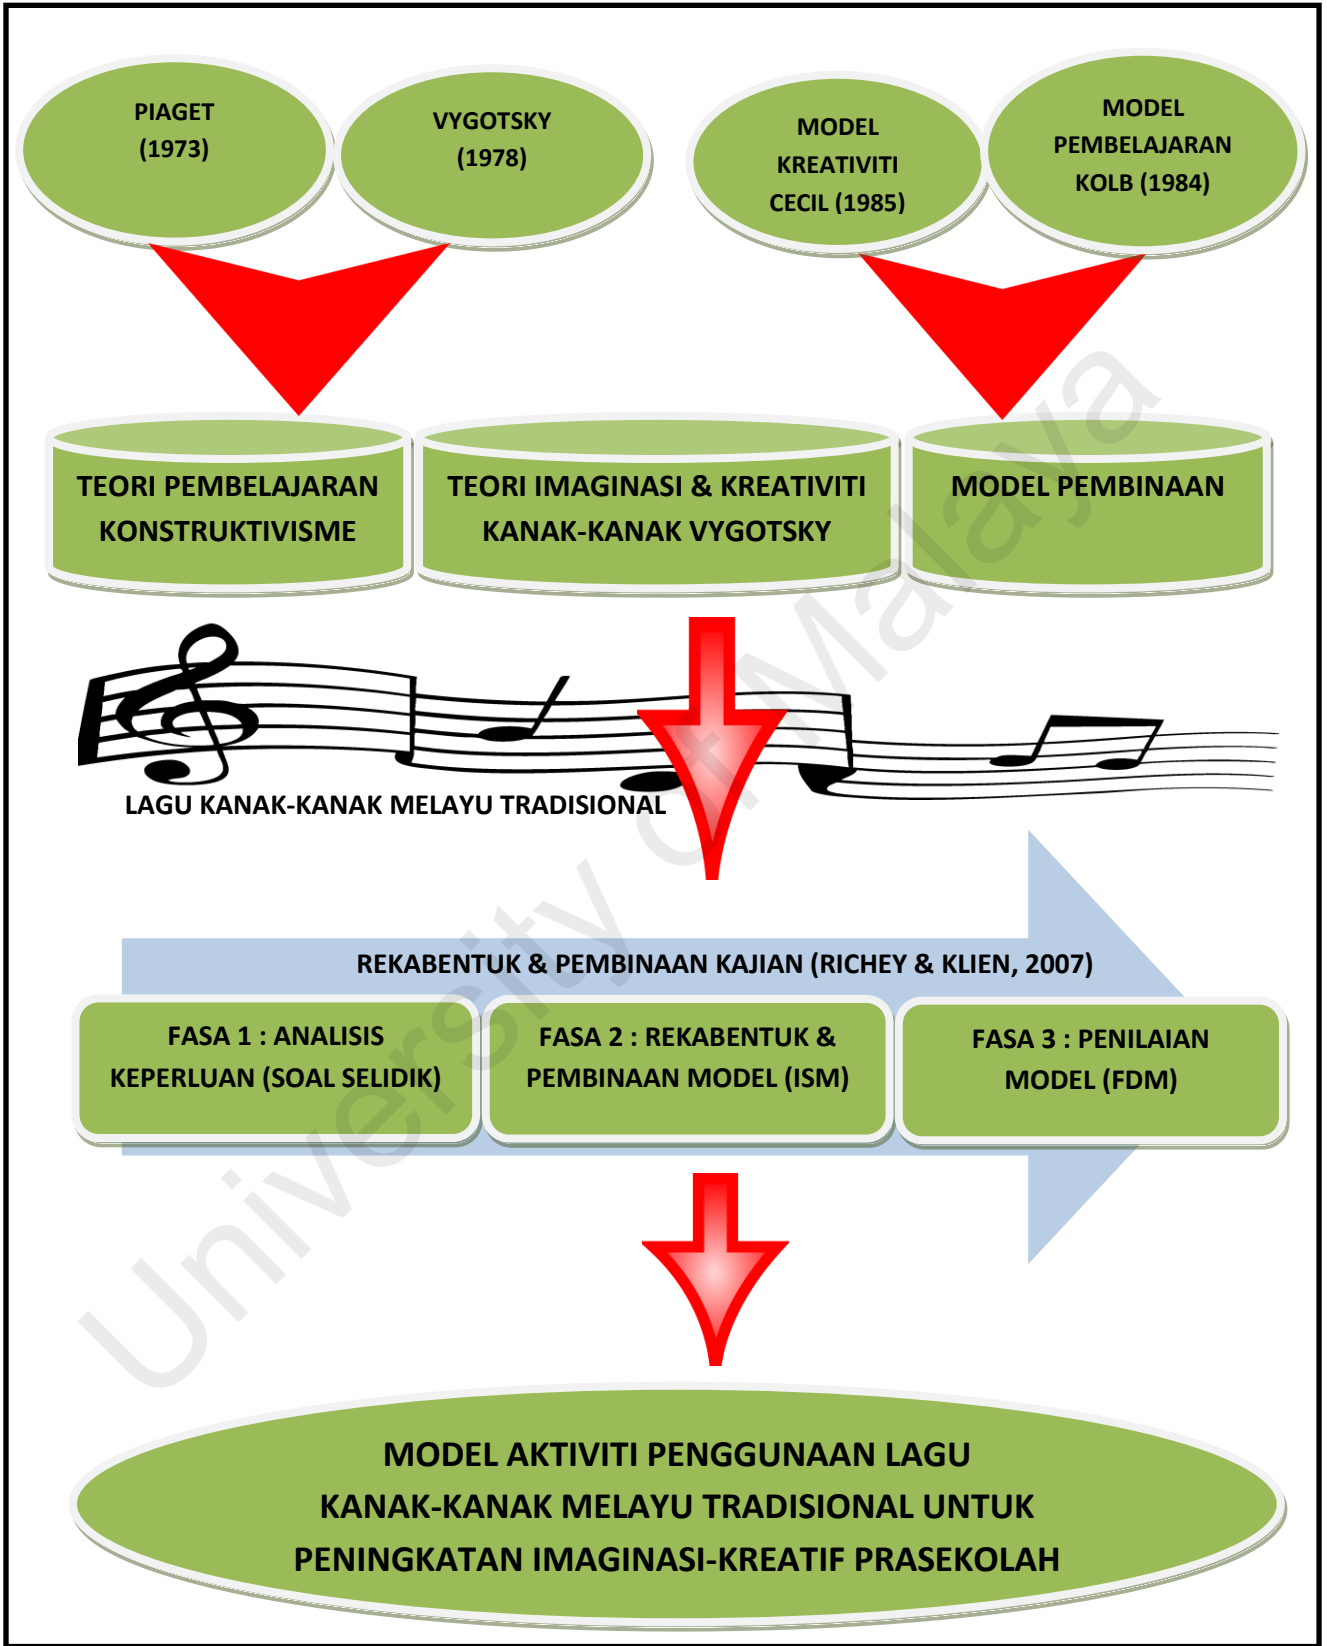 PIAGET
(1973)
VYGOTSKY
(1978)
MODEL
KREATIVITI
CECIL (1985)
MODEL
PEMBELAJARAN
KOLB (1984)
TEORI PEMBELAJARAN
KONSTRUKTIVISME
TEORI IMAGINASI & KREATIVITI
KANAK-KANAK VYGOTSKY
MODEL PEMBINAAN
LAGU KANAK-KANAK MELAYU TRADISIONAL
REKABENTUK & PEMBINAAN KAJIAN (RICHEY & KLIEN, 2007)
FASA 1 : ANALISIS
KEPERLUAN (SOAL SELIDIK)
FASA 2 : REKABENTUK &
PEMBINAAN MODEL (ISM)
FASA 3 : PENILAIAN
MODEL (FDM)
MODEL AKTIVITI PENGGUNAAN LAGU
KANAK-KANAK MELAYU TRADISIONAL UNTUK
PENINGKATAN IMAGINASI-KREATIF PRASEKOLAH
University of Malaya